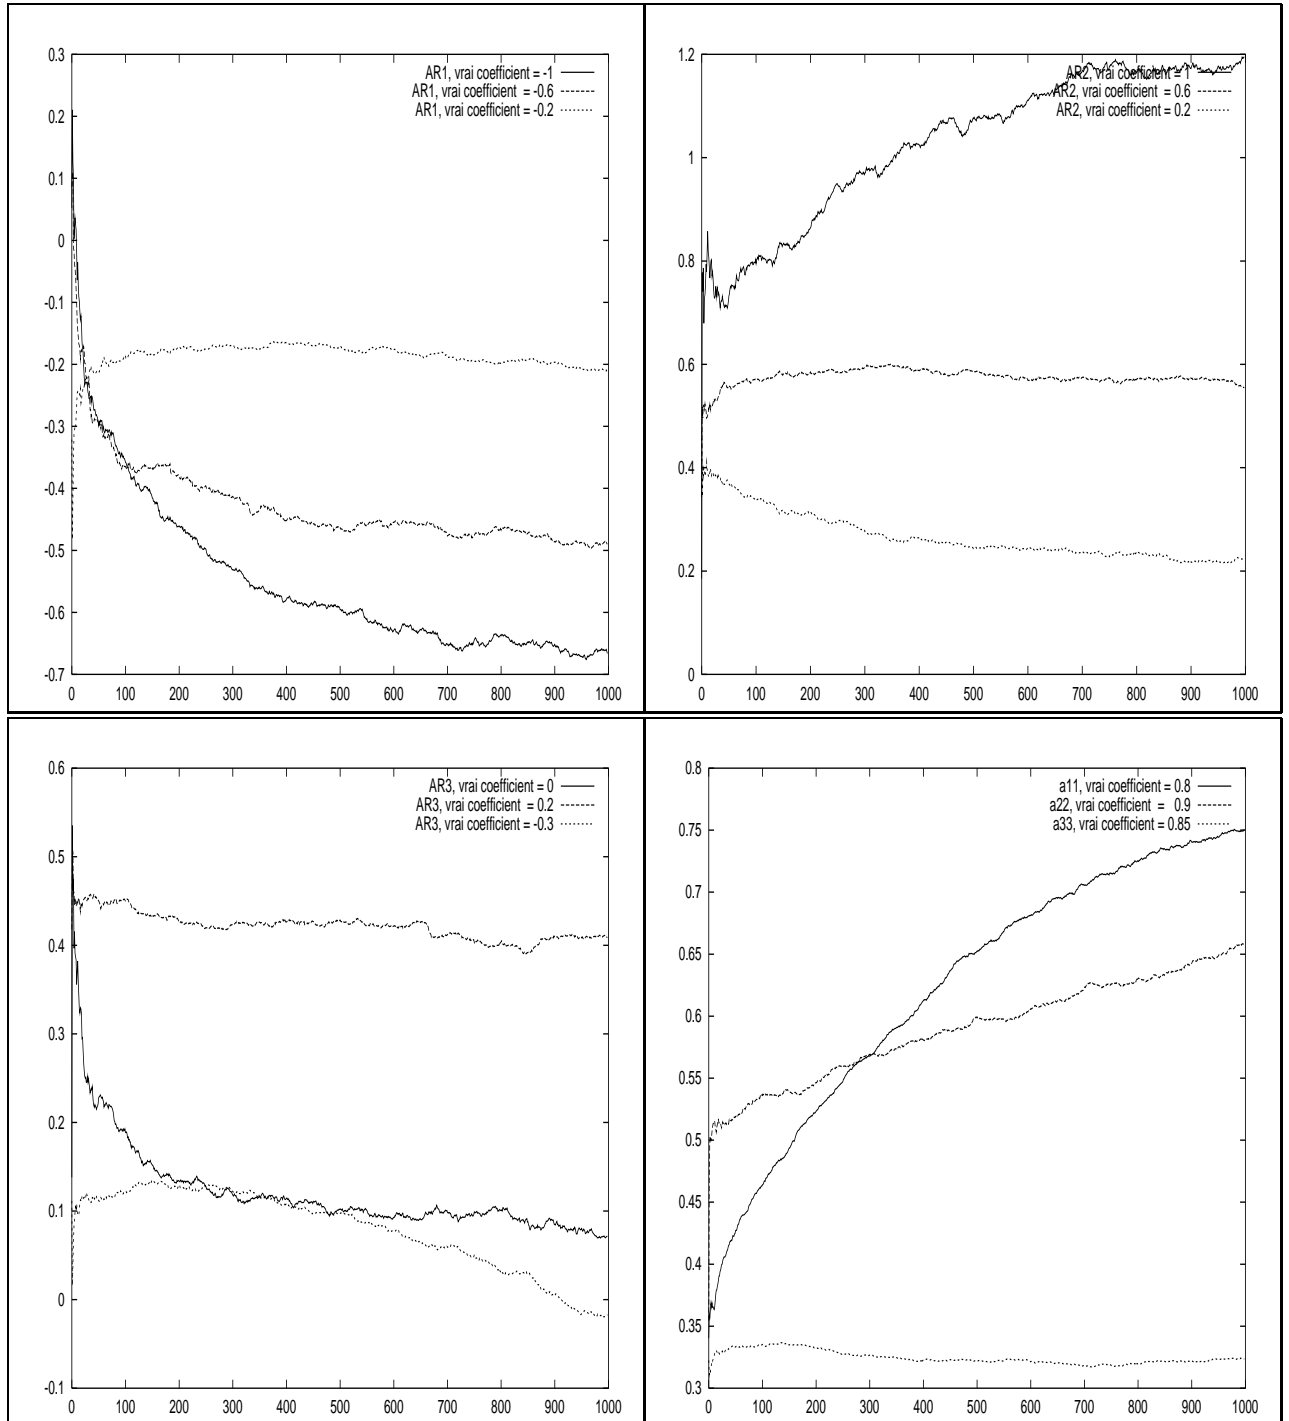 0.3
AR1, vrai coefficient = -1
AR1, vrai coefficient = -0.6
AR1, vrai coefficient = -0.2
0.2
0.1
0
-0.1
-0.2
-0.3
-0.4
-0.5
-0.6
-0.7
0 100 200 300 400 500 600 700 800 900 1000
1.2
AR2, vrai coefficient = 1
AR2, vrai coefficient = 0.6
AR2, vrai coefficient = 0.2
1
0.8
0.6
0.4
0.2
0
0 100 200 300 400 500 600 700 800 900 1000
0.6
AR3, vrai coefficient = 0
AR3, vrai coefficient = 0.2
AR3, vrai coefficient = -0.3
0.5
0.4
0.3
0.2
0.1
0
-0.1
0 100 200 300 400 500 600 700 800 900 1000
0.8
a11, vrai coefficient = 0.8
a22, vrai coefficient = 0.9
a33, vrai coefficient = 0.85
0.75
0.7
0.65
0.6
0.55
0.5
0.45
0.4
0.35
0.3
0 100 200 300 400 500 600 700 800 900 1000